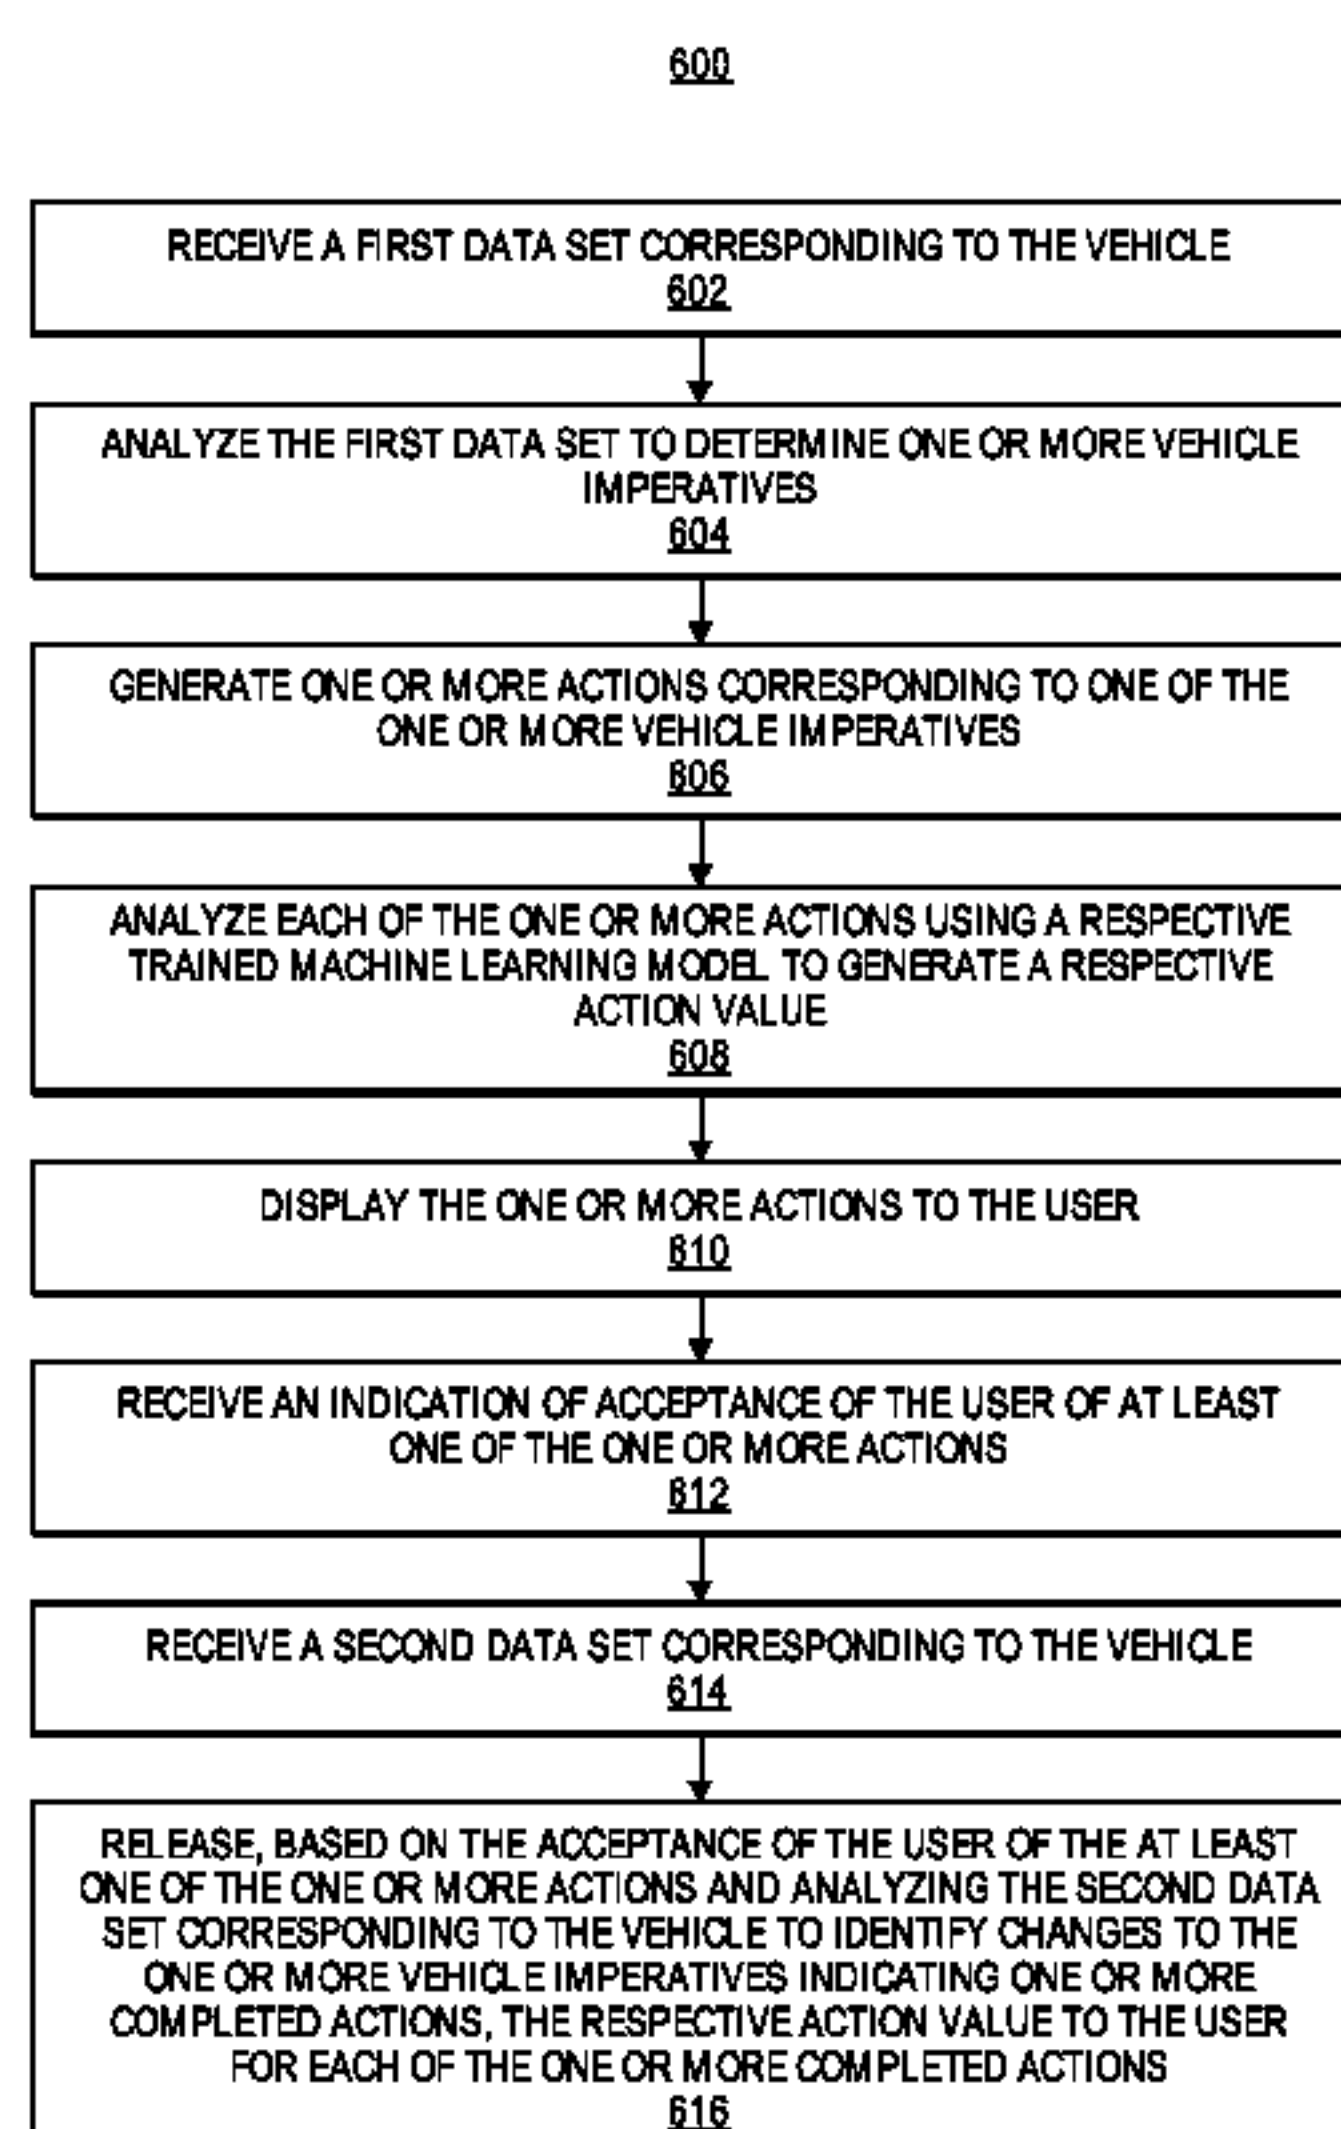 600
RECEIVE A FIRST DATA SET CORRESPONDING TO THE VEHICLE
602
ANALYZE THE FIRST DATA SET TO DETERMINE ONE OR MORE VEHICLE
IMPERATIVES
604
GENERATE ONE OR MORE ACTIONS CORRESPONDING TO ONE OF THE
ONE OR MORE VEHICLE IMPERATIVES
606
ANALYZE EACH OF THE ONE OR MORE ACTIONS USING A RESPECTIVE
TRAINED MACHINE LEARNING MODEL TO GENERATE A RESPECTIVE
ACTION VALUE
608
DISPLAY THE ONE OR MORE ACTIONS TO THE USER
610
RECEIVE AN INDICATION OF ACCEPTANCE OF THE USER OF AT LEAST
ONE OF THE ONE OR MORE ACTIONS
612
RECEIVE A SECOND DATA SET CORRESPONDING TO THE VEHICLE
614
RELEASE, BASED ON THE ACCEPTANCE OF THE USER OF THE AT LEAST
ONE OF THE ONE OR MORE ACTIONS AND ANALYZING THE SECOND DATA
SET CORRESPONDING TO THE VEHICLE TO IDENTIFY CHANGES TO THE
ONE OR MORE VEHICLE IMPERATIVES INDICATING ONE OR MORE
COMPLETED ACTIONS, THE RESPECTIVE ACTION VALUE TO THE USER
FOR EACH OF THE ONE OR MORE COMPLETED ACTIONS
616